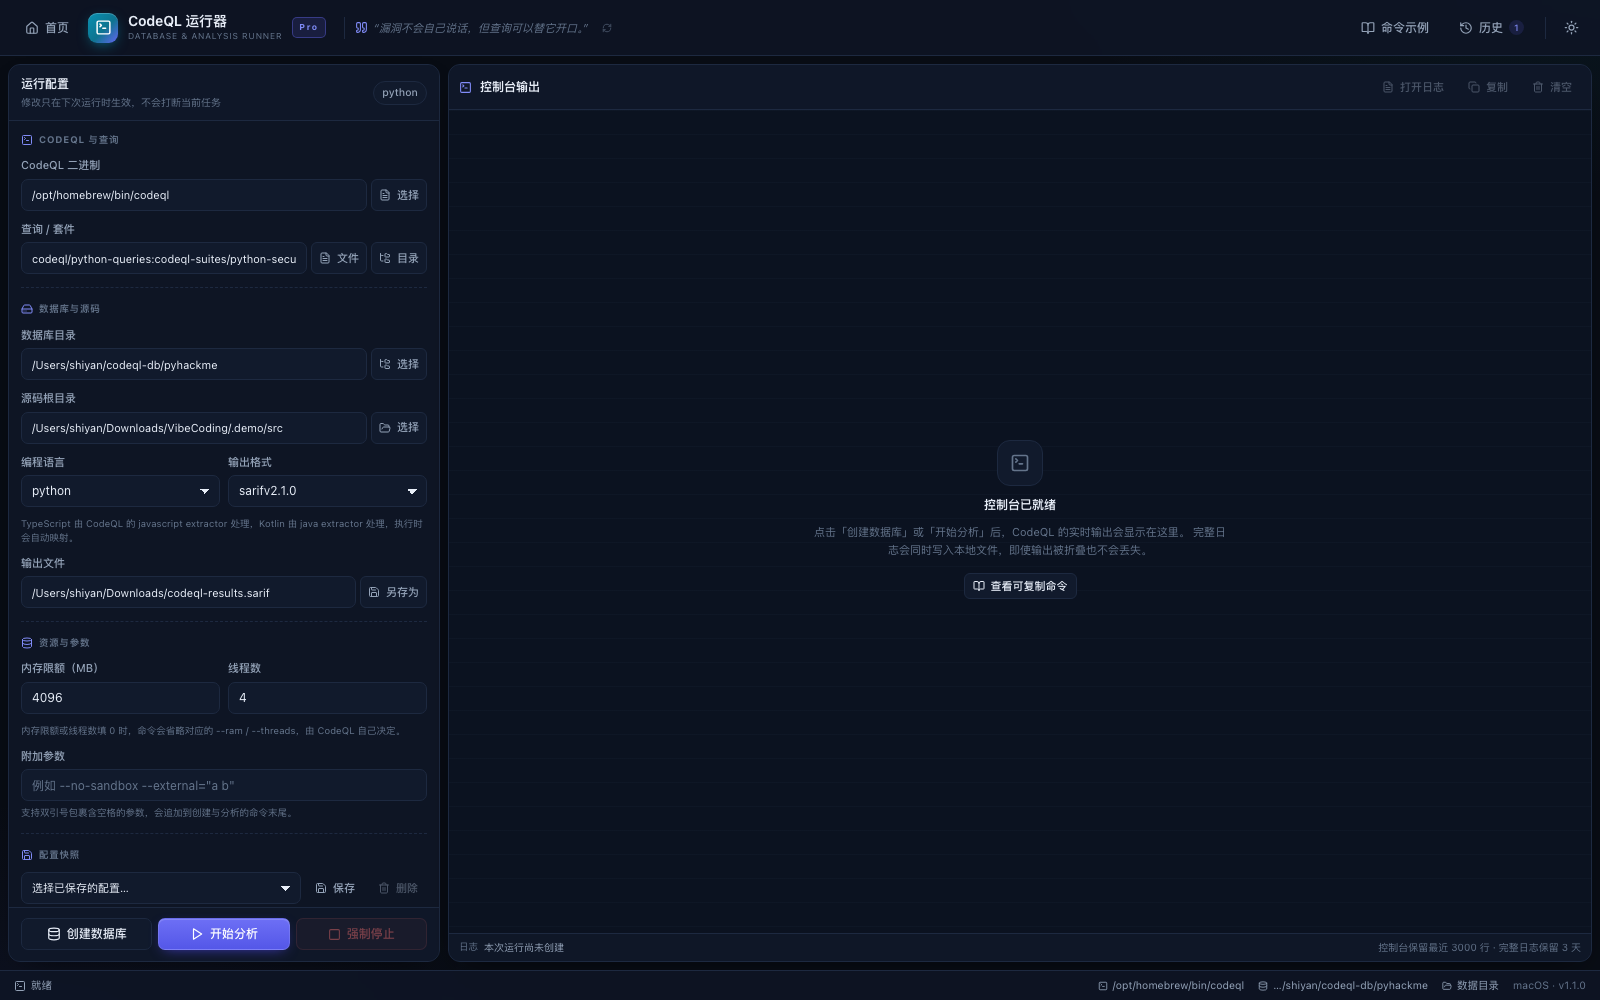 首页
CodeQL 运行器
DATABASE & ANALYSIS RUNNER
Pro
“漏洞不会自己说话，但查询可以替它开口。”
命令示例
历史 1
运行配置
修改只在下次运行时生效，不会打断当前任务
python
CODEQL 与查询
CodeQL 二进制
/opt/homebrew/bin/codeql
选择
查询 / 套件
codeql/python-queries:codeql-suites/python-secu
文件
目录
数据库与源码
数据库目录
/Users/shiyan/codeql-db/pyhackme
选择
源码根目录
/Users/shiyan/Downloads/VibeCoding/.demo/src
选择
编程语言 输出格式
python sarifv2.1.0
TypeScript 由 CodeQL 的 javascript extractor 处理，Kotlin 由 java extractor 处理，执行时
会自动映射。
输出文件
/Users/shiyan/Downloads/codeql-results.sarif
另存为
资源与参数
内存限额（MB） 线程数
4096 4
内存限额或线程数填 0 时，命令会省略对应的 --ram / --threads，由 CodeQL 自己决定。
附加参数
例如 --no-sandbox --external="a b"
支持双引号包裹含空格的参数，会追加到创建与分析的命令末尾。
配置快照
选择已保存的配置...
保存
删除
创建数据库
开始分析
强制停止
控制台输出
打开日志
复制
清空
控制台已就绪
点击「创建数据库」或「开始分析」后，CodeQL 的实时输出会显示在这里。 完整日
志会同时写入本地文件，即使输出被折叠也不会丢失。
查看可复制命令
日志 本次运行尚未创建
控制台保留最近 3000 行 · 完整日志保留 3 天
就绪
/opt/homebrew/bin/codeql
.../shiyan/codeql-db/pyhackme
数据目录
macOS · v1.1.0